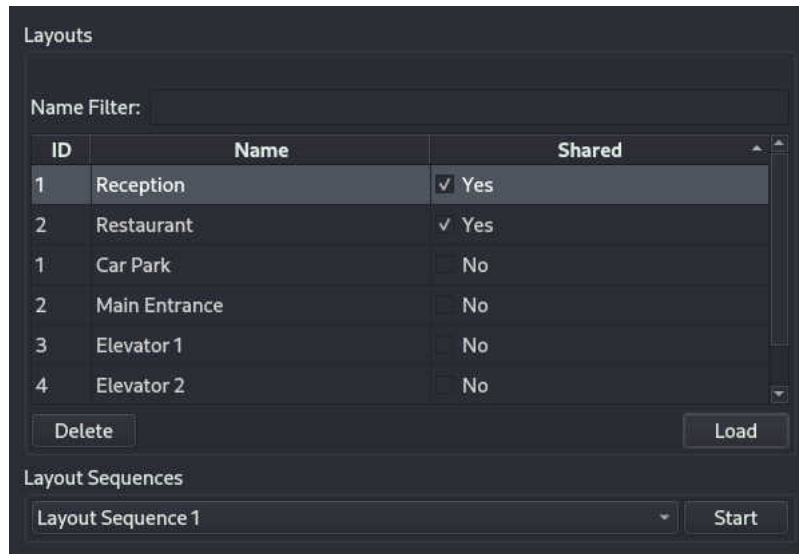 Layouts
Name Filter:
ID Name Shared
1 Reception Yes
2 Restaurant Yes
1 Car Park No
2 Main Entrance No
3 Elevator 1 No
4 Elevator 2 No
Delete Load
Layout Sequences
Layout Sequence 1 Start